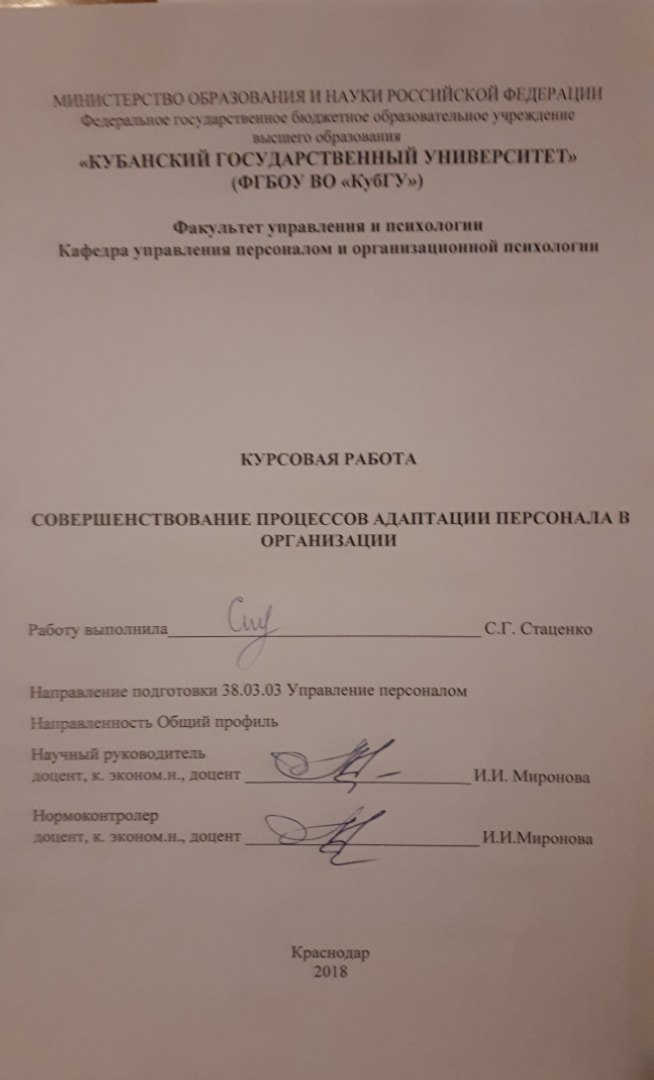 МИНИСТЕРСТВО ОБРАЗОВАНИЯ И НАУКИ РОССИЙСКОЙ ФЕДЕРАЦИИ
Федеральное государственное бюджетное образовательное учреждение
высшего образования
«КУБАНСКИЙ ГОСУДАРСТВЕННЫЙ УНИВЕРСИТЕТ»
(ФГБОУ ВО «КубГУ»)
Факультет управления и психологии
Кафедра управления персоналом и организационной психологии
КУРСОВАЯ РАБОТА
СОВЕРШЕНСТВОВАНИЕ ПРОЦЕССОВ АДАПТАЦИИ ПЕРСОНАЛА В
ОРГАНИЗАЦИИ
Работу выполнила С.Г. Стаценко
Направление подготовки 38.03.03 Управление персоналом
Направленность Общий профиль
Научный руководитель
доцент, к. эконом.н., доцент И.И. Миронова
Нормоконтролер
доцент, к. эконом.н., доцент И.И.Миронова
Краснодар
2018